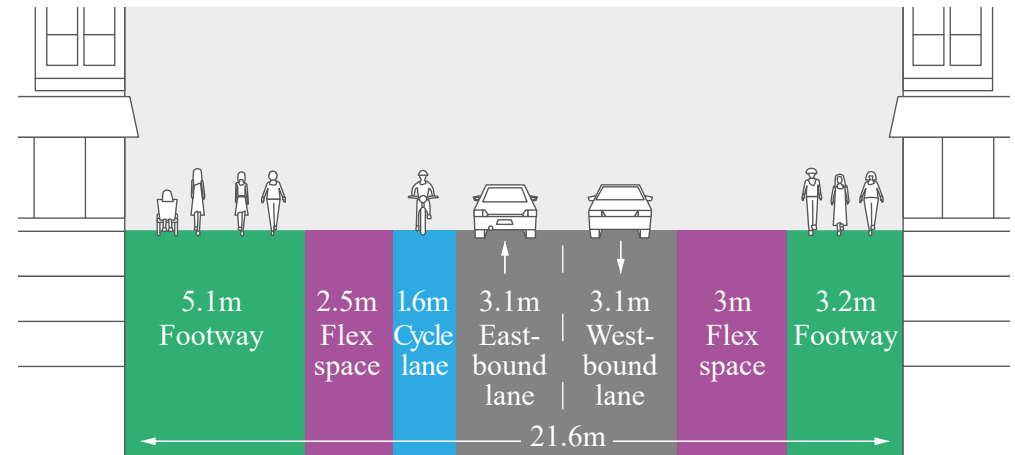 5.1m
Footway
2.5m
Flex
space
1.6m
Cycle
lane
3.1m
East-
bound
lane
3.1m
West-
bound
lane
3m
Flex
space
3.2m
Footway
21.6m